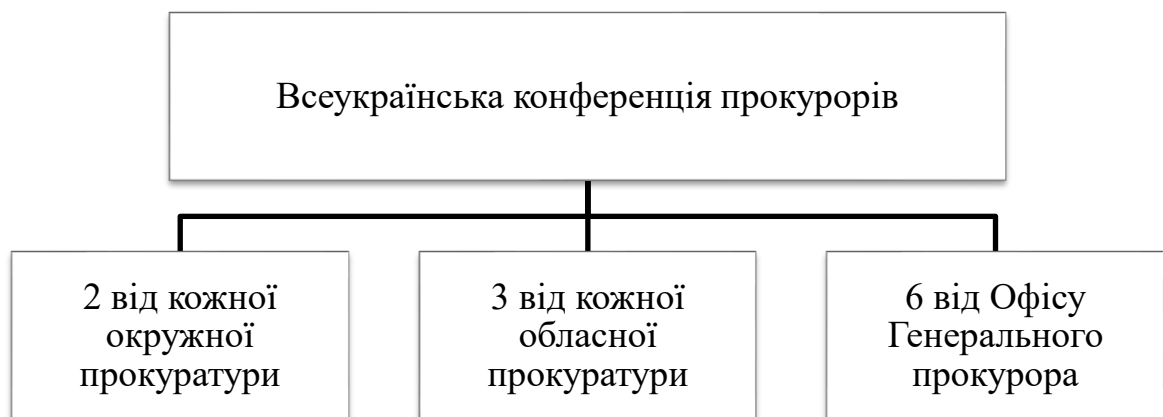 Всеукраїнська конференція прокурорів
2 від кожної
окружної
прокуратури
3 від кожної
обласної
прокуратури
6 від Офісу
Генерального
прокурора